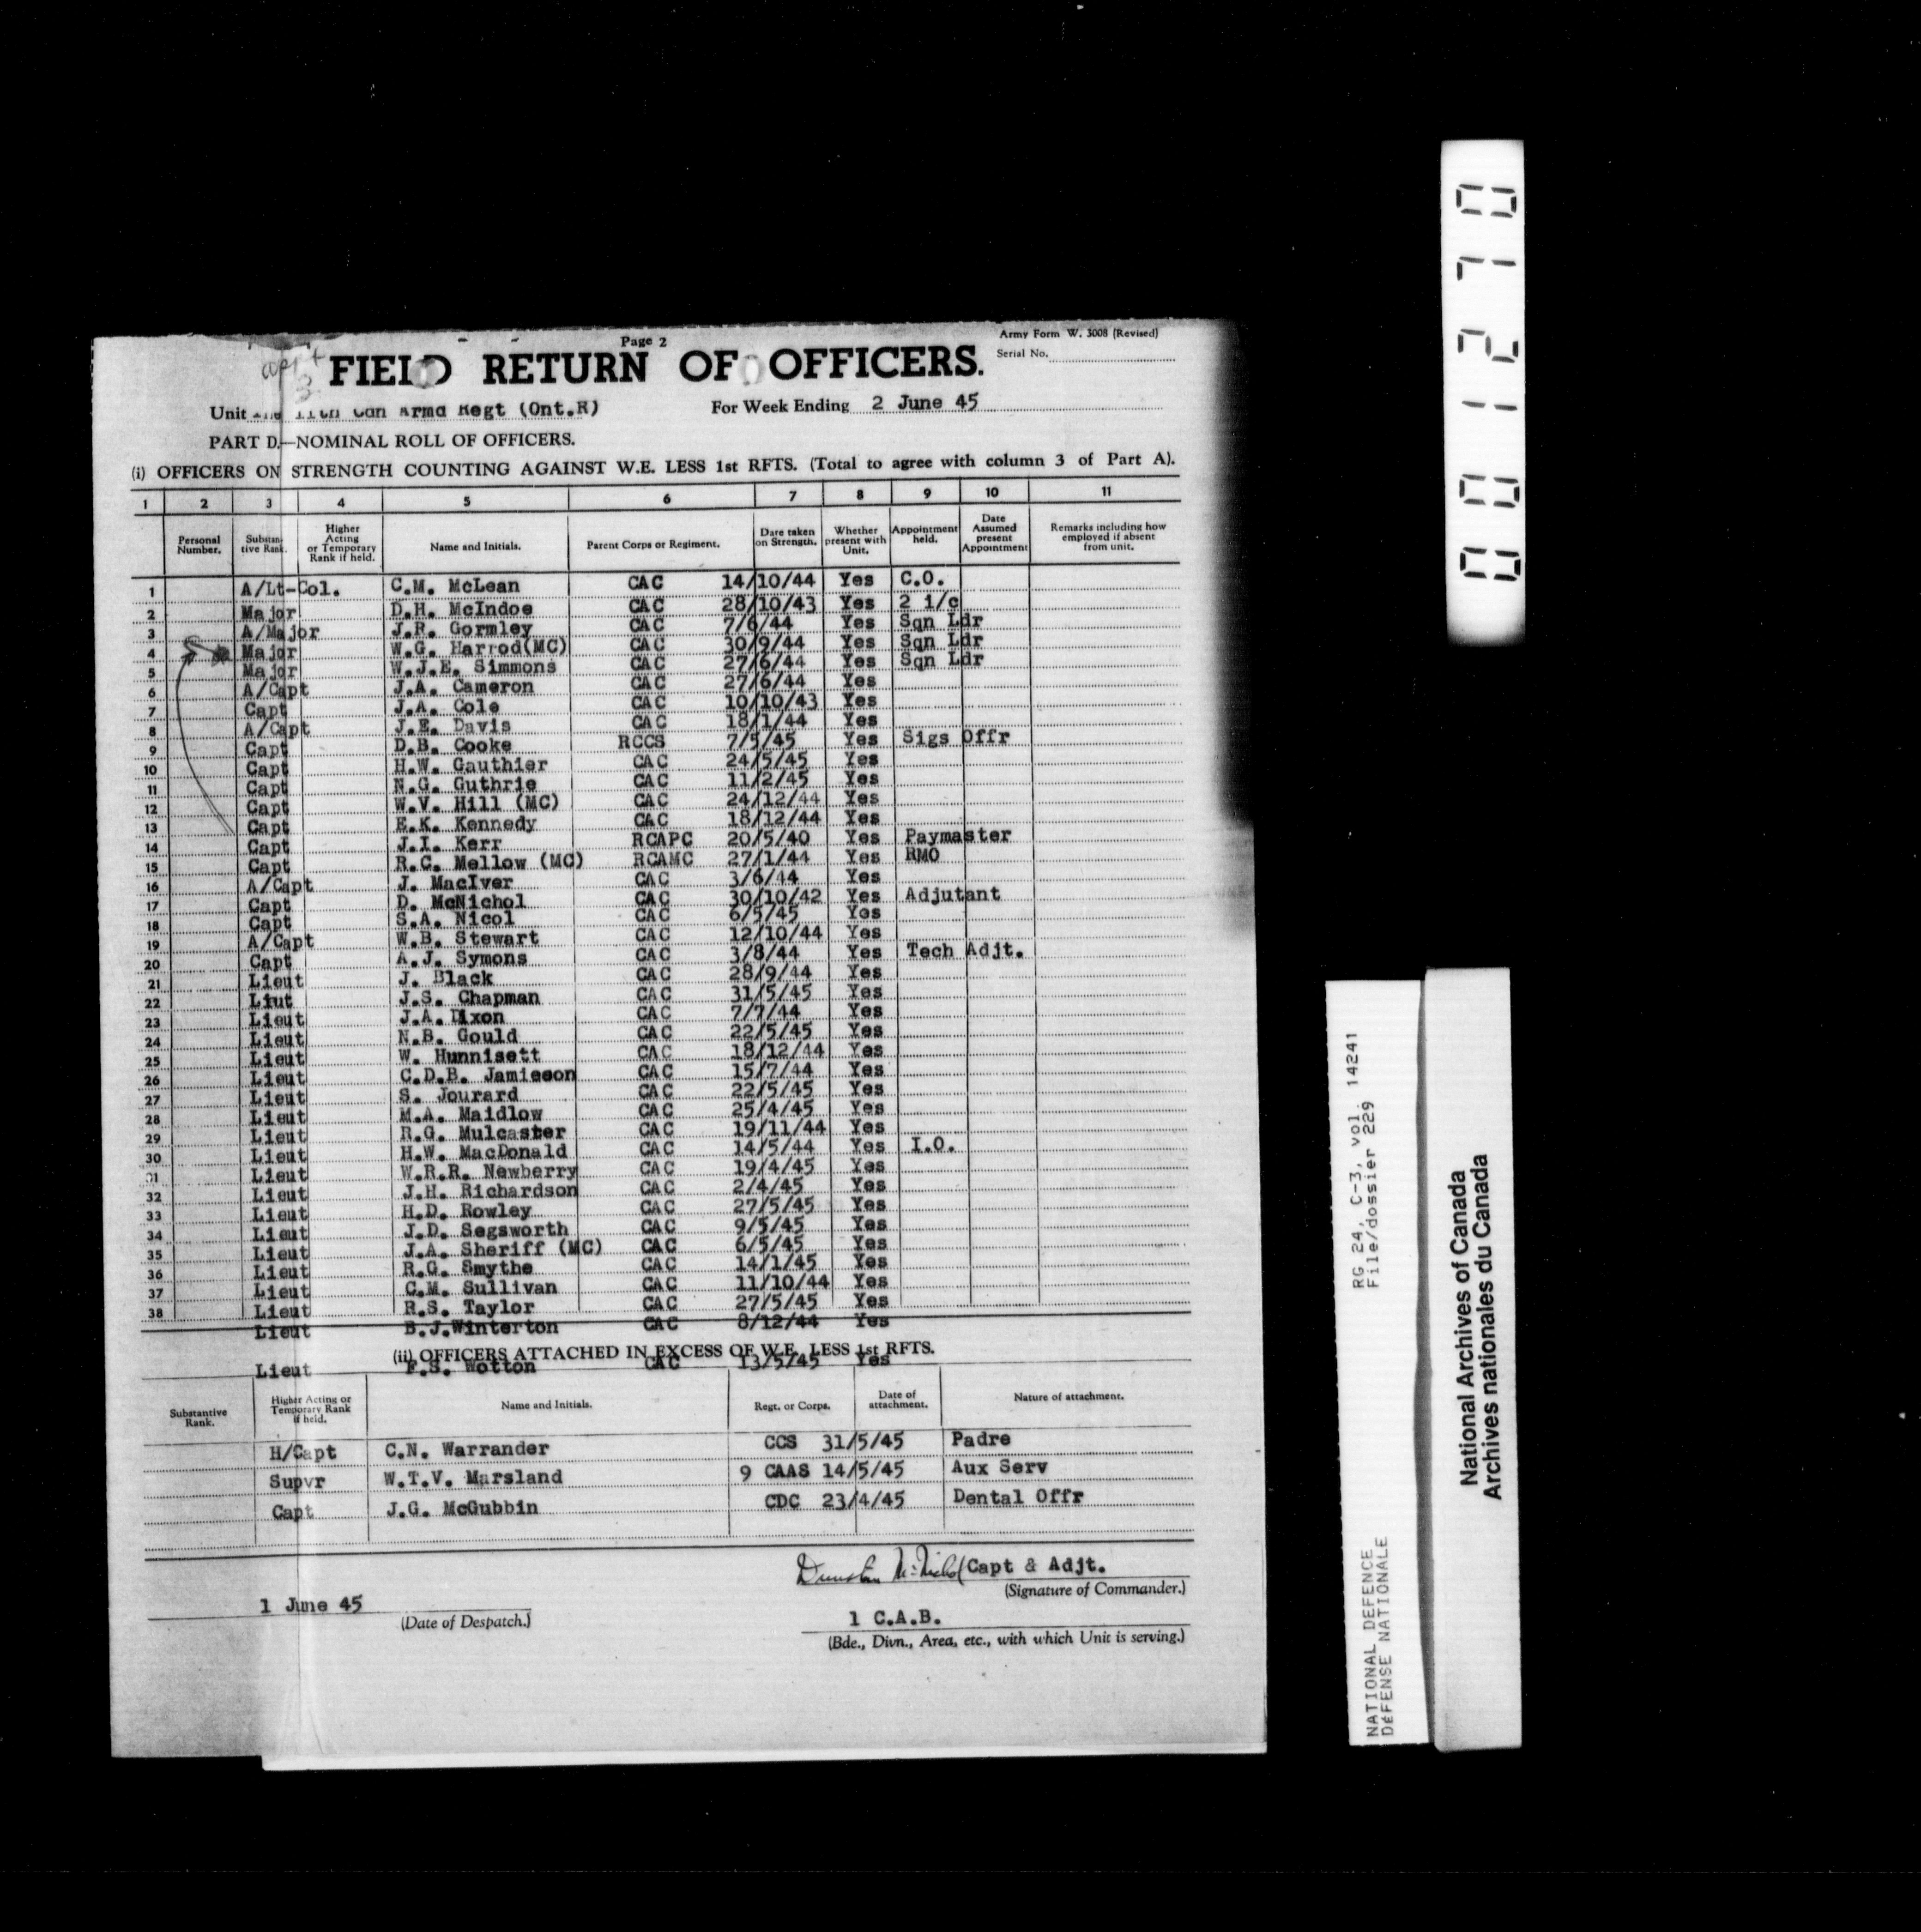 Page 2
Army Form W. 3008 (Revised)
FIELD RETURN OF OFFICERS.
Serial No.
Unit 11th Can Armd Regt (Ont.R) For Week Ending 2 June 45
PART D.—NOMINAL ROLL OF OFFICERS.
(i) OFFICERS ON STRENGTH COUNTING AGAINST W.E. LESS 1st RFTS. (Total to agree with column 3 of Part A).
1 2 3 4 5 6 7 8 9 10 11
Personal Number. Substantive Rank. Higher Acting or Temporary Rank if held. Name and Initials. Parent Corps or Regiment. Date taken on Strength. Whether present with Unit. Appointment held. Date Assumed present Appointment Remarks including how employed if absent from unit.
1 A/Lt-Col. C.M. McLean CAC 14/10/44 Yes C.O.
2 Major D.H. McIndoe CAC 28/10/43 Yes 2 i/c
3 A/Major J.R. Gormley CAC 7/6/44 Yes Sqn Ldr
4 Major W.G. Harrod(MC) CAC 30/9/44 Yes Sqn Ldr
5 Major W.J.E. Simmons CAC 27/6/44 Yes Sqn Ldr
6 A/Capt J.A. Cameron CAC 27/6/44 Yes
7 Capt J.A. Cole CAC 10/10/43 Yes
8 A/Capt J.E. Davis CAC 18/1/44 Yes
9 Capt D.B. Cooke RCCS 7/5/45 Yes Sigs Offr
10 Capt H.W. Gauthier CAC 24/5/45 Yes
11 Capt N.G. Guthrie CAC 11/2/45 Yes
12 Capt W.V. Hill (MC) CAC 24/12/44 Yes
13 Capt E.K. Kennedy CAC 18/12/44 Yes
14 Capt J.I. Kerr RCAPC 20/5/40 Yes Paymaster
15 Capt R.C. Mellow (MC) RCAMC 27/1/44 Yes RMO
16 A/Capt J. MacIver CAC 3/6/44 Yes
17 Capt D. McNichol CAC 30/10/42 Yes Adjutant
18 Capt S.A. Nicol CAC 6/5/45 Yes
19 A/Capt W.B. Stewart CAC 12/10/44 Yes
20 Capt A.J. Symons CAC 3/8/44 Yes Tech Adjt.
21 Lieut J. Black CAC 28/9/44 Yes
22 Liut J.S. Chapman CAC 31/5/45 Yes
23 Lieut J.A. Dixon CAC 7/7/44 Yes
24 Lieut N.B. Gould CAC 22/5/45 Yes
25 Lieut W. Hunnisett CAC 18/12/44 Yes
26 Lieut C.D.B. Jamieson CAC 15/7/44 Yes
27 Lieut S. Jourard CAC 22/5/45 Yes
28 Lieut M.A. Maidlow CAC 25/4/45 Yes
29 Lieut R.G. Mulcaster CAC 19/11/44 Yes
30 Lieut H.W. MacDonald CAC 14/5/44 Yes I.O.
31 Lieut W.R.R. Newberry CAC 19/4/45 Yes
32 Lieut J.H. Richardson CAC 2/4/45 Yes
33 Lieut H.D. Rowley CAC 27/5/45 Yes
34 Lieut J.D. Segsworth CAC 9/5/45 Yes
35 Lieut J.A. Sheriff (MC) CAC 6/5/45 Yes
36 Lieut R.G. Smythe CAC 14/1/45 Yes
37 Lieut C.M. Sullivan CAC 11/10/44 Yes
38 Lieut R.S. Taylor CAC 27/5/45 Yes
Lieut B.J.Winterton CAC 8/12/44 Yes
(ii) OFFICERS ATTACHED IN EXCESS OF W.E. LESS 1st RFTS.
Lieut F.S. Wotton CAC 13/5/45 Yes
Substantive Rank. Higher Acting or Temporary Rank if held. Name and Initials. Regt. or Corps. Date of attachment. Nature of attachment.
H/Capt C.N. Warrander CCS 31/5/45 Padre
Supvr W.T.V. Marsland 9 CAAS 14/5/45 Aux Serv
Capt J.G. McGubbin CDC 23/4/45 Dental Offr
Capt & Adjt.
(Signature of Commander.)
1 June 45
(Date of Despatch.)
1 C.A.B.
(Bde., Divn., Area, etc., with which Unit is serving.)
RG 24, C-3, vol. 14241
File/dossier 229
NATIONAL DEFENCE
DéFENSE NATIONALE
National Archives of Canada
Archives nationales du Canada